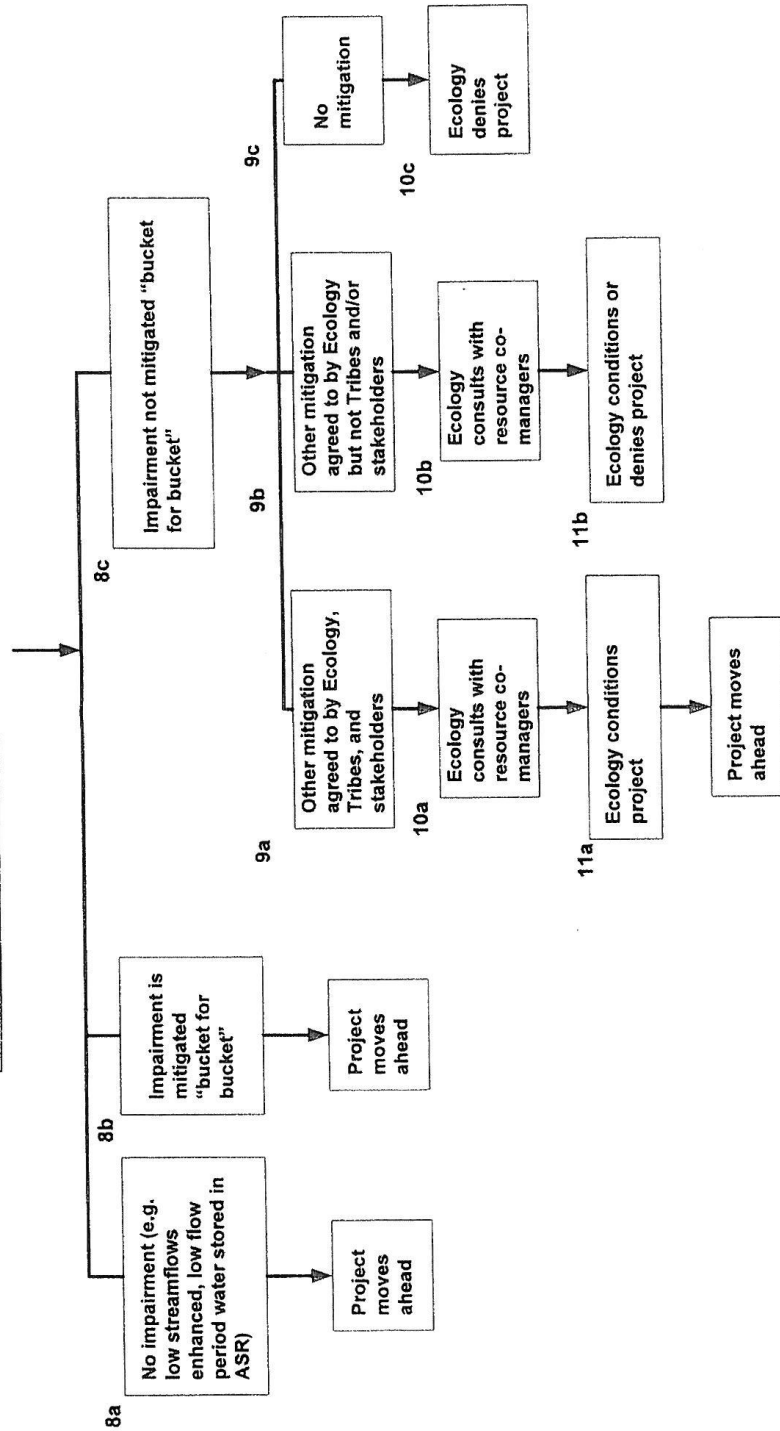 8a
No impairment (e.g.
low streamflows
enhanced, low flow
period water stored in
ASR)
Project
moves
ahead
8b
Impairment is
mitigated
“bucket for
bucket”
Project
moves
ahead
8c
Impairment not mitigated “bucket
for bucket”
9a
Other mitigation
agreed to by Ecology,
Tribes, and
stakeholders
10a
Ecology
consults with
resource co-
managers
11a
Ecology conditions
project
Project moves
ahead
9b
Other mitigation
agreed to by Ecology
but not Tribes and/or
stakeholders
10b
Ecology
consults with
resource co-
managers
11b
Ecology conditions or
denies project
9c
No
mitigation
10c
Ecology
denies
project